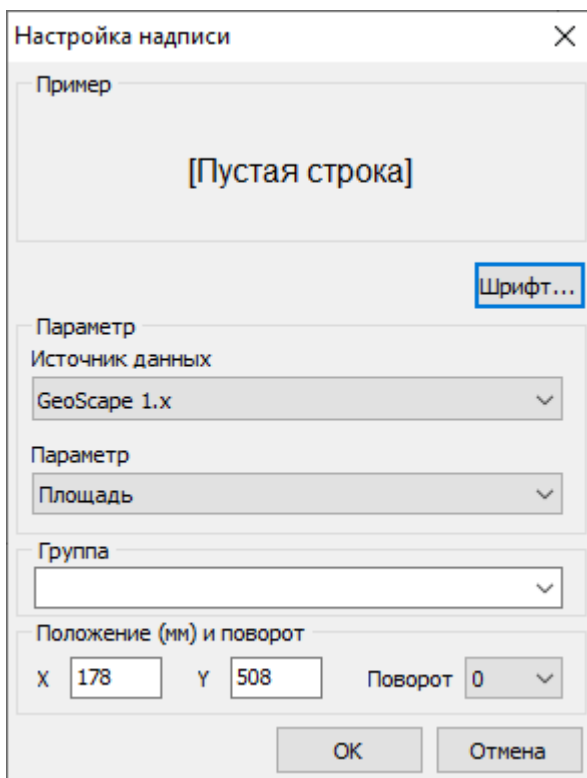 Настройка надписи
Пример
[Пустая строка]
Шрифт...
Параметр
Источник данных
GeoScape 1.x
Параметр
Площадь
Группа
Положение (мм) и поворот
X 178 Y 508 Поворот 0
OK Отмена